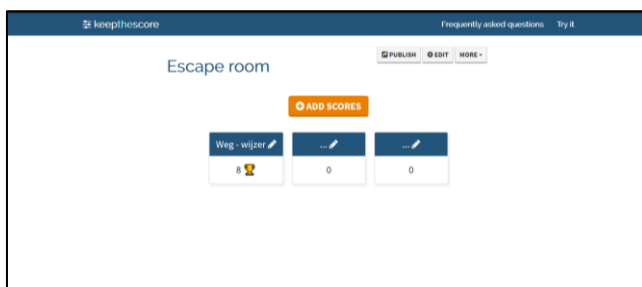 keepthescore
Frequently asked questions Try it
Escape room
PUBLISH EDIT MORE
ADD SCORES
Weg - wijzer ... ...
8 0 0